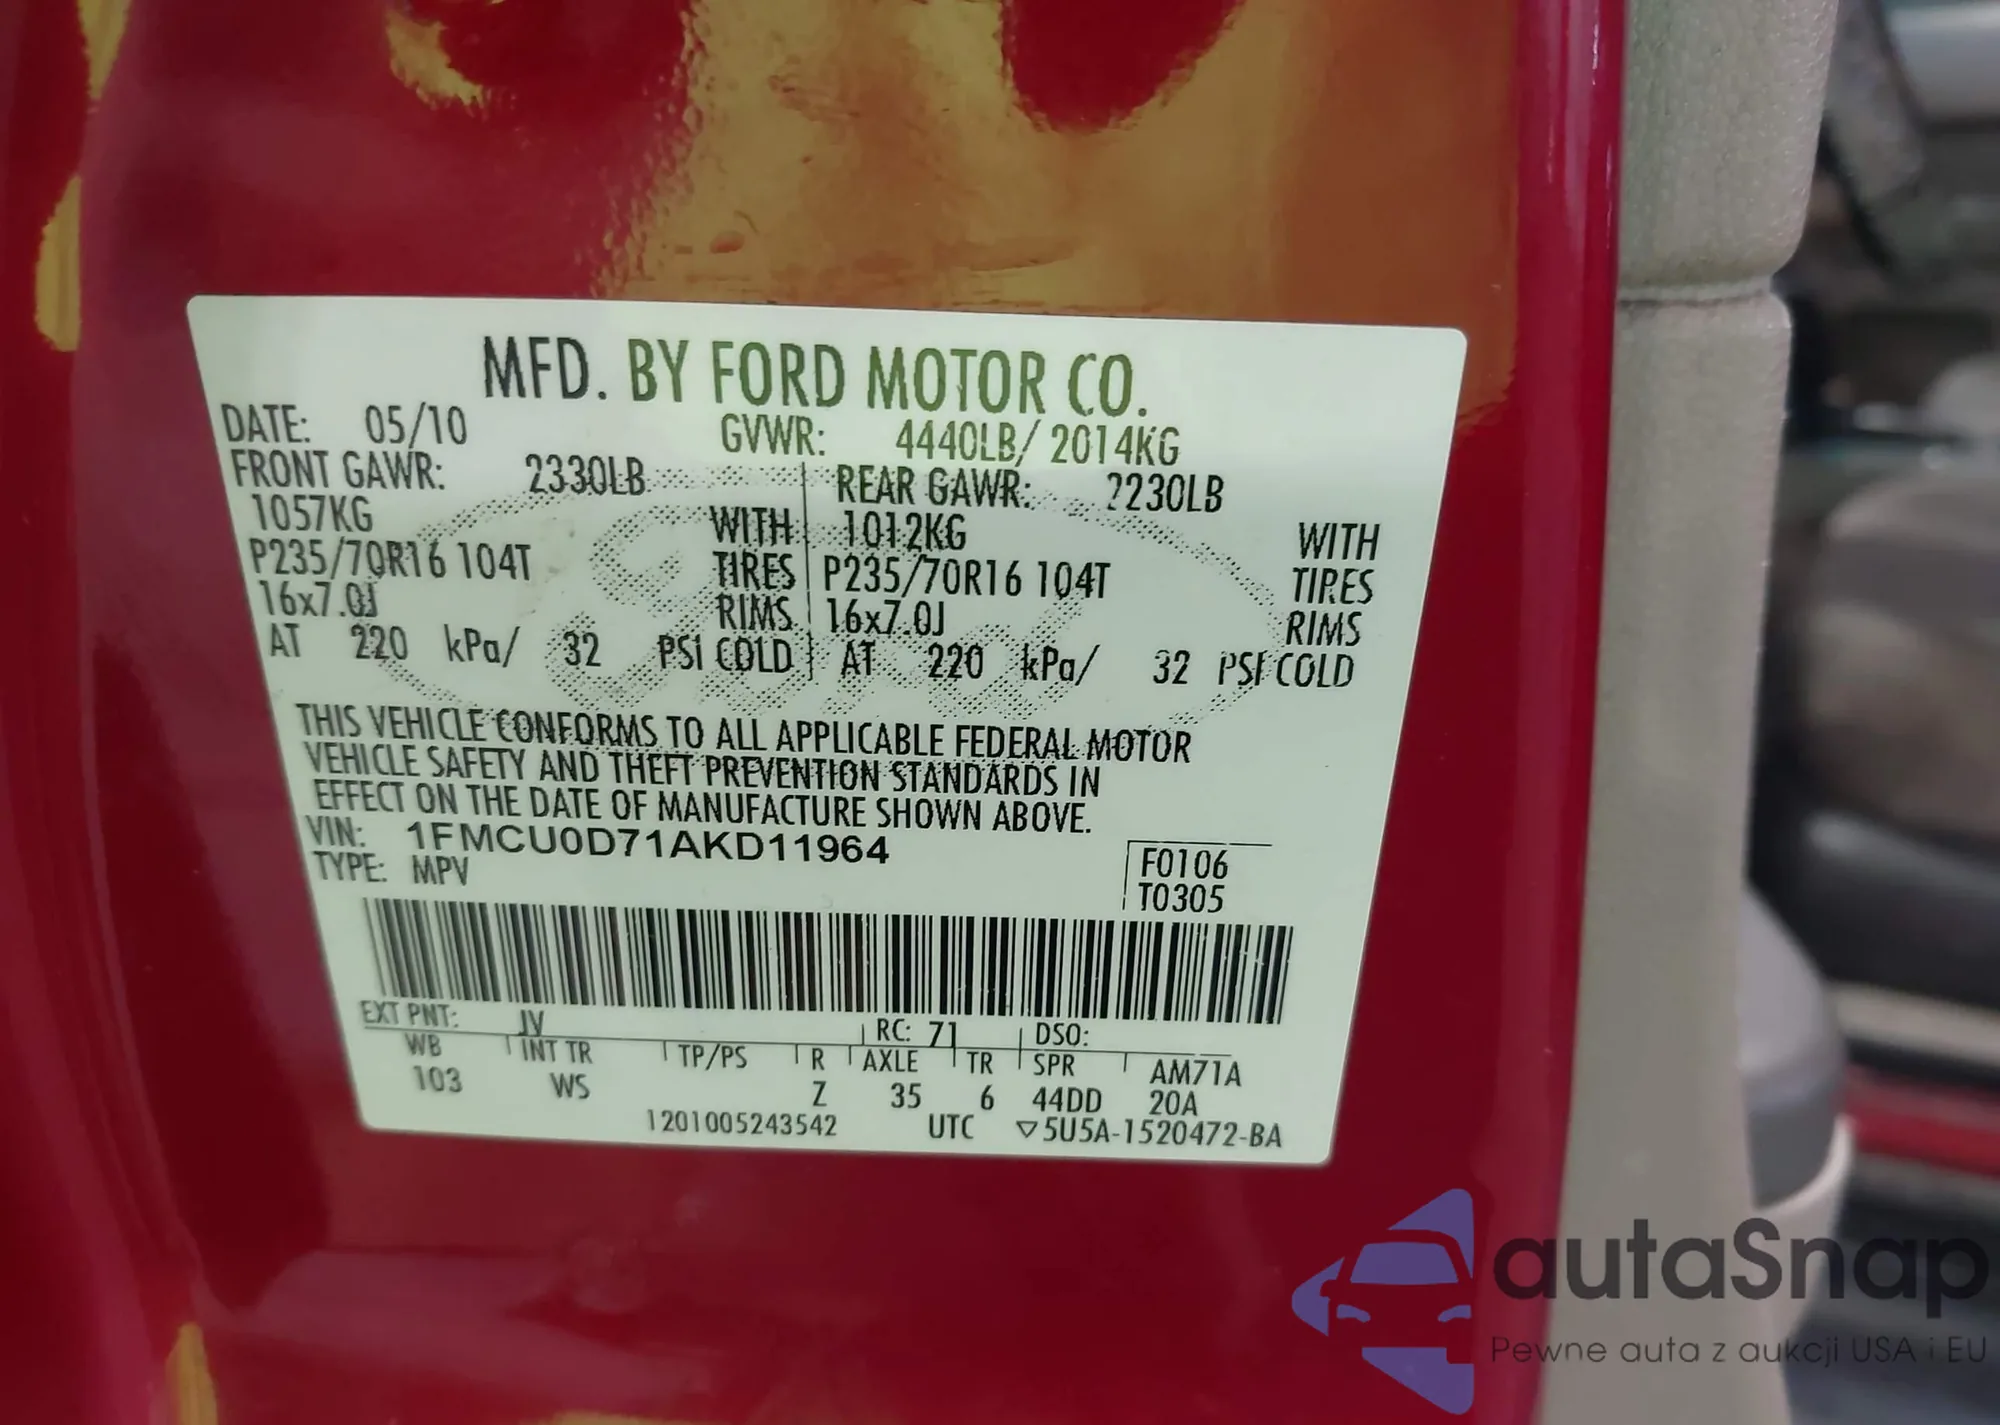 MFD. BY FORD MOTOR CO.
DATE: 05/10 GVWR: 4440LB/ 2014KG
FRONT GAWR: 2330LB REAR GAWR: 2230LB
1057KG WITH 1012KG WITH
P235/70R16 104T TIRES P235/70R16 104T TIRES
16x7.0J RIMS 16x7.0J RIMS
AT 220 kPa/ 32 PSI COLD AT 220 kPa/ 32 PSI COLD
THIS VEHICLE CONFORMS TO ALL APPLICABLE FEDERAL MOTOR
VEHICLE SAFETY AND THEFT PREVENTION STANDARDS IN
EFFECT ON THE DATE OF MANUFACTURE SHOWN ABOVE.
VIN: 1FMCU0D71AKD11964
TYPE: MPV
F0106
T0305
EXT PNT: JV RC: 71 DSO:
WB INT TR TP/PS R AXLE TR SPR AM71A
103 WS Z 35 6 44DD 20A
1201005243542 UTC ▽5U5A-1520472-BA
autaSnap
Pewne auta z aukcji USA i EU